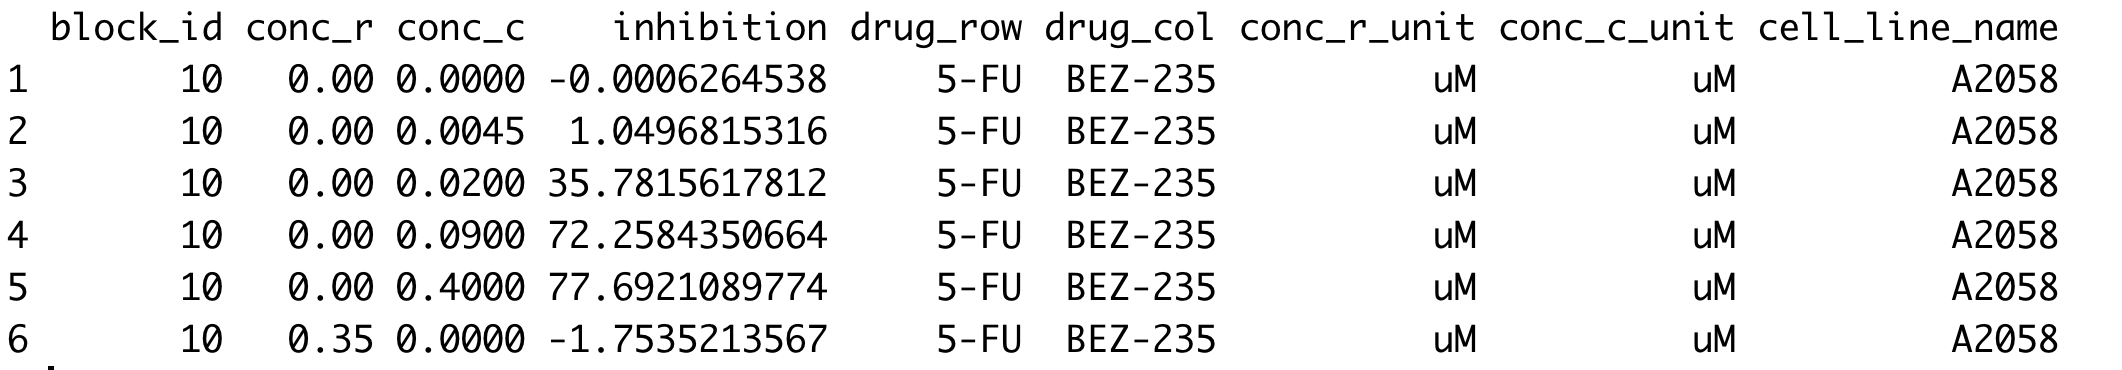 block_id conc_r conc_c inhibition drug_row drug_col conc_r_unit conc_c_unit cell_line_name
1 10 0.00 0.0000 -0.0006264538 5-FU BEZ-235 uM uM A2058
2 10 0.00 0.0045 1.0496815316 5-FU BEZ-235 uM uM A2058
3 10 0.00 0.0200 35.7815617812 5-FU BEZ-235 uM uM A2058
4 10 0.00 0.0900 72.2584350664 5-FU BEZ-235 uM uM A2058
5 10 0.00 0.4000 77.6921089774 5-FU BEZ-235 uM uM A2058
6 10 0.35 0.0000 -1.7535213567 5-FU BEZ-235 uM uM A2058